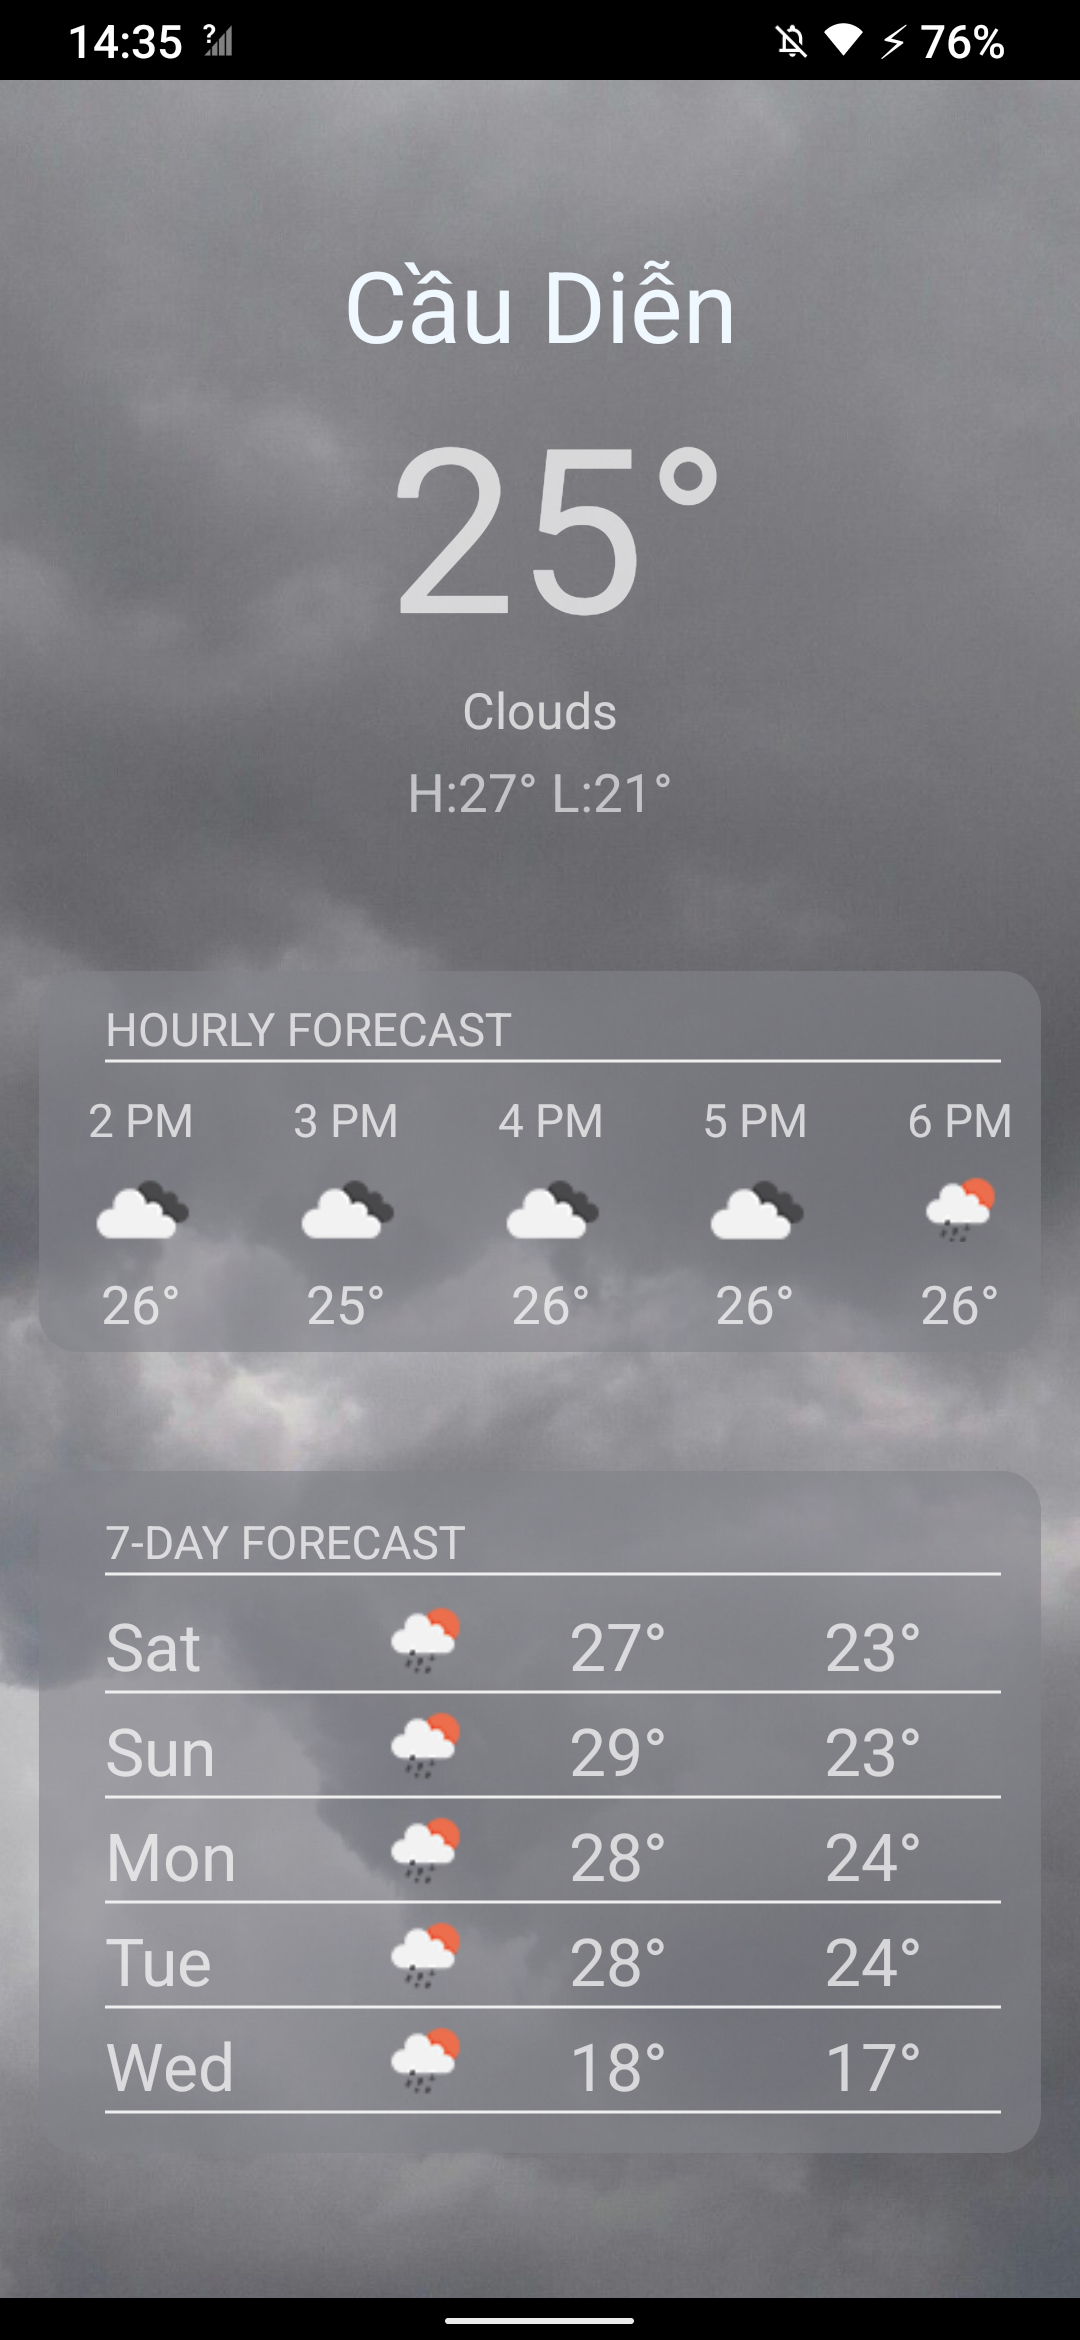 14:35 ? 76%
Cầu Diễn
25°
Clouds
H:27° L:21°
HOURLY FORECAST
2 PM 3 PM 4 PM 5 PM 6 PM
26° 25° 26° 26° 26°
7-DAY FORECAST
Sat 27° 23°
Sun 29° 23°
Mon 28° 24°
Tue 28° 24°
Wed 18° 17°